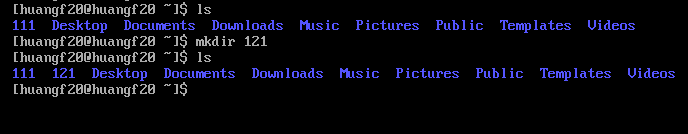 [huangf20@huangf20 ~]$ ls
111  Desktop  Documents  Downloads  Music  Pictures  Public  Templates  Videos
[huangf20@huangf20 ~]$ mkdir 121
[huangf20@huangf20 ~]$ ls
111  121  Desktop  Documents  Downloads  Music  Pictures  Public  Templates  Videos
[huangf20@huangf20 ~]$